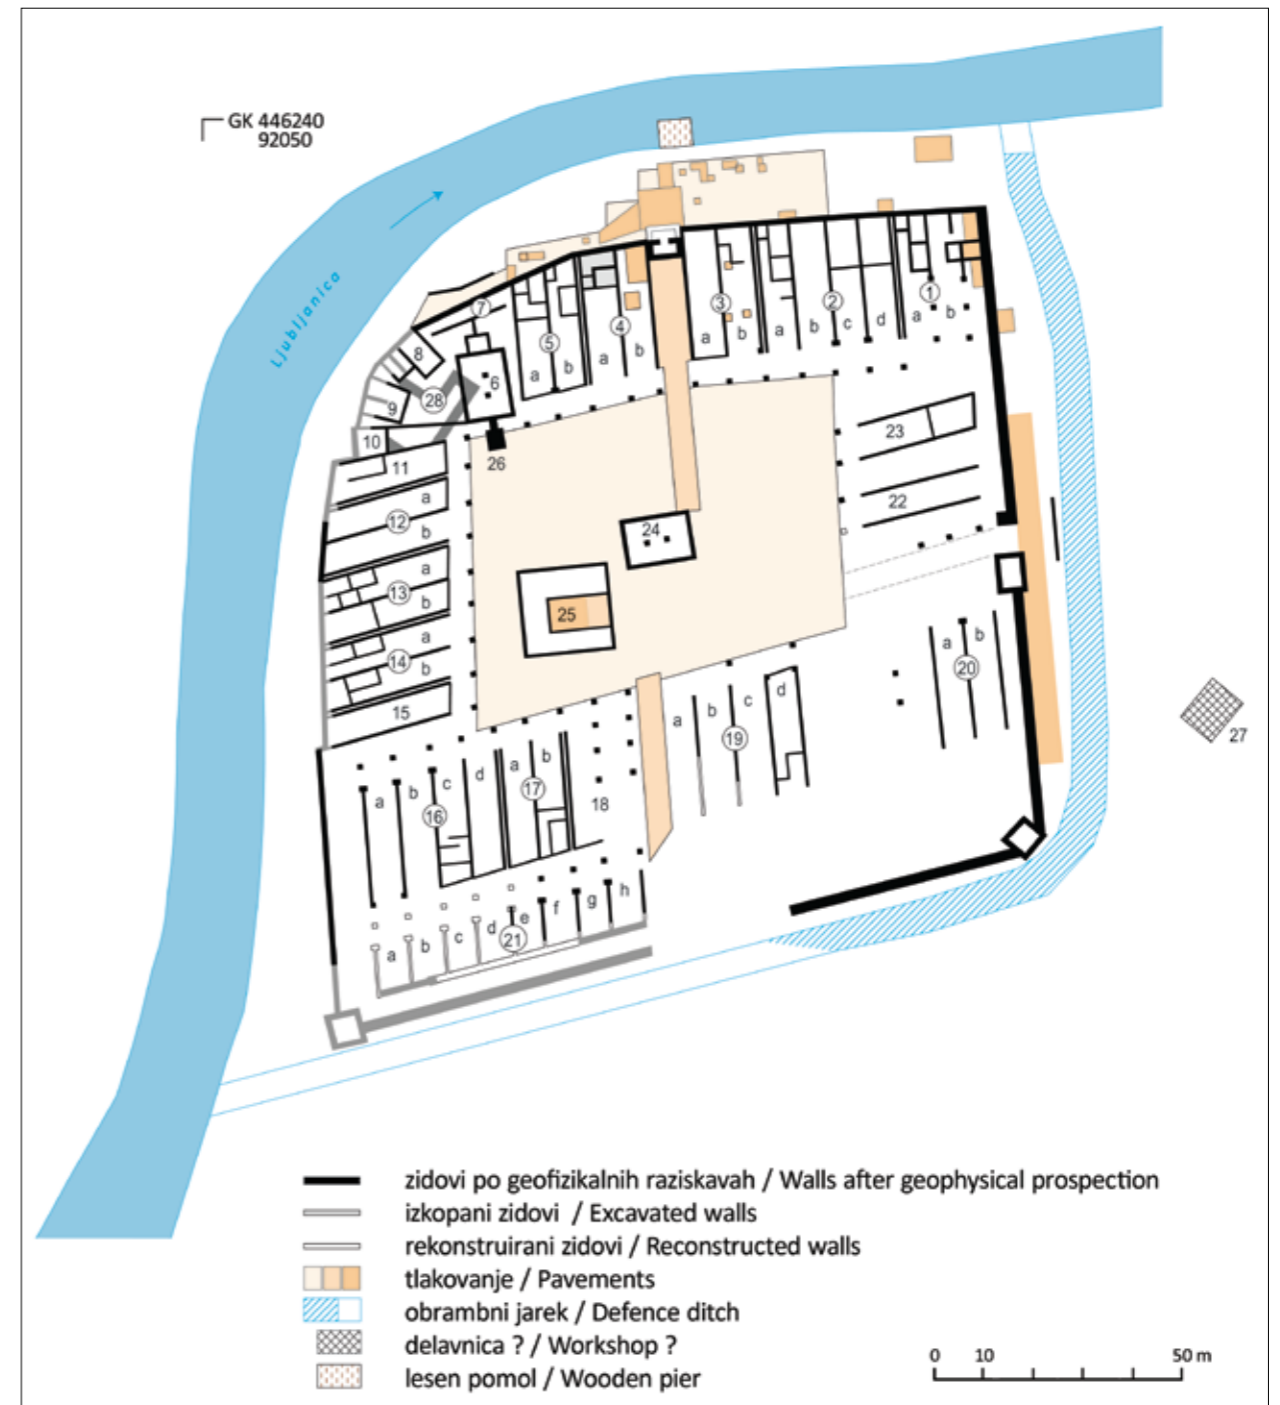 GK 446240
92050
Ljubljanica
7
8
9
10
28
6
26
5
a
b
4
a
b
3
a
b
2
a
b
c
d
1
a
b
11
12
a
b
13
a
b
14
a
b
15
23
22
24
25
20
a
b
27
19
a
b
c
d
16
a
b
c
d
17
a
b
18
21
a
b
c
d
e
f
g
h
zidovi po geofizikalnih raziskavah / Walls after geophysical prospection
izkopani zidovi / Excavated walls
rekonstruirani zidovi / Reconstructed walls
tlakovanje / Pavements
obrambni jarek / Defence ditch
delavnica ? / Workshop ?
lesen pomol / Wooden pier
0 10 50 m